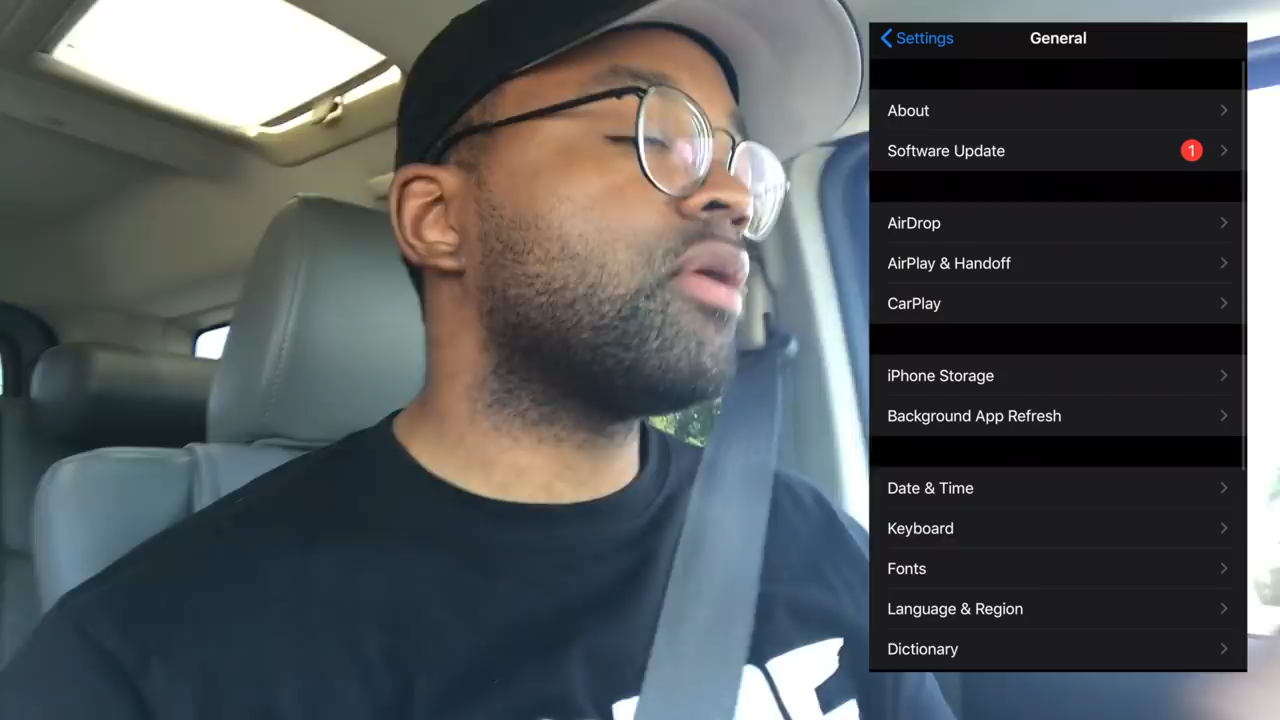 Settings
General
About
Software Update
1
AirDrop
AirPlay & Handoff
CarPlay
iPhone Storage
Background App Refresh
Date & Time
Keyboard
Fonts
Language & Region
Dictionary